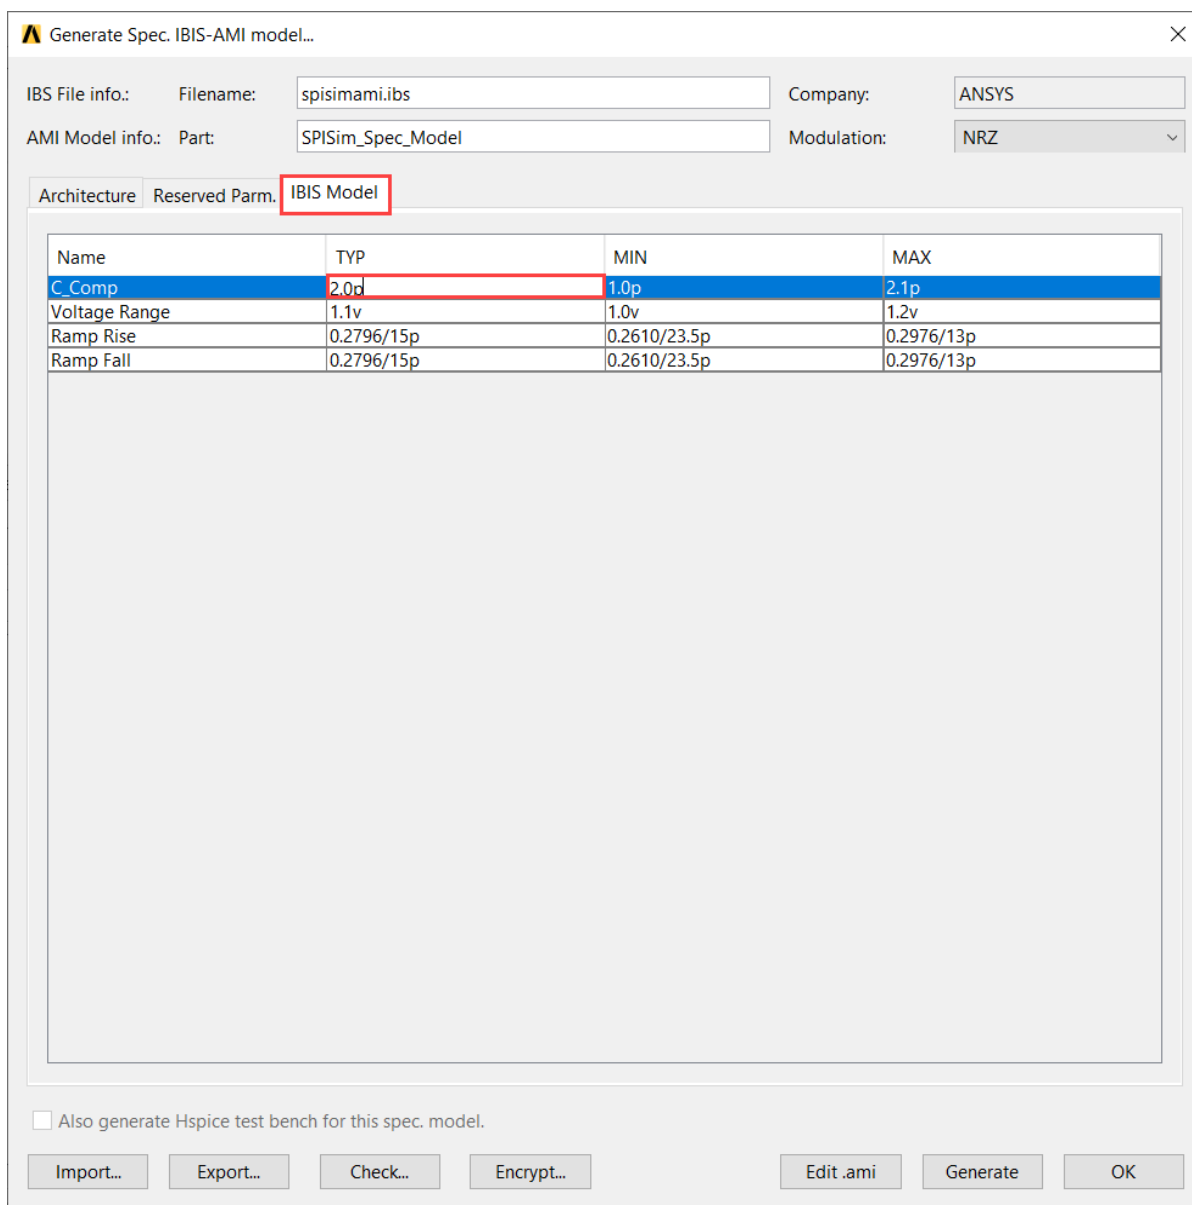 Generate Spec. IBIS-AMI model...
IBS File info.: Filename: spisimami.ibs Company: ANSYS
AMI Model info.: Part: SPISim_Spec_Model Modulation: NRZ
Architecture Reserved Parm. IBIS Model
Name TYP MIN MAX
C_Comp 2.0p 1.0p 2.1p
Voltage Range 1.1v 1.0v 1.2v
Ramp Rise 0.2796/15p 0.2610/23.5p 0.2976/13p
Ramp Fall 0.2796/15p 0.2610/23.5p 0.2976/13p
Also generate Hspice test bench for this spec. model.
Import... Export... Check... Encrypt... Edit .ami Generate OK